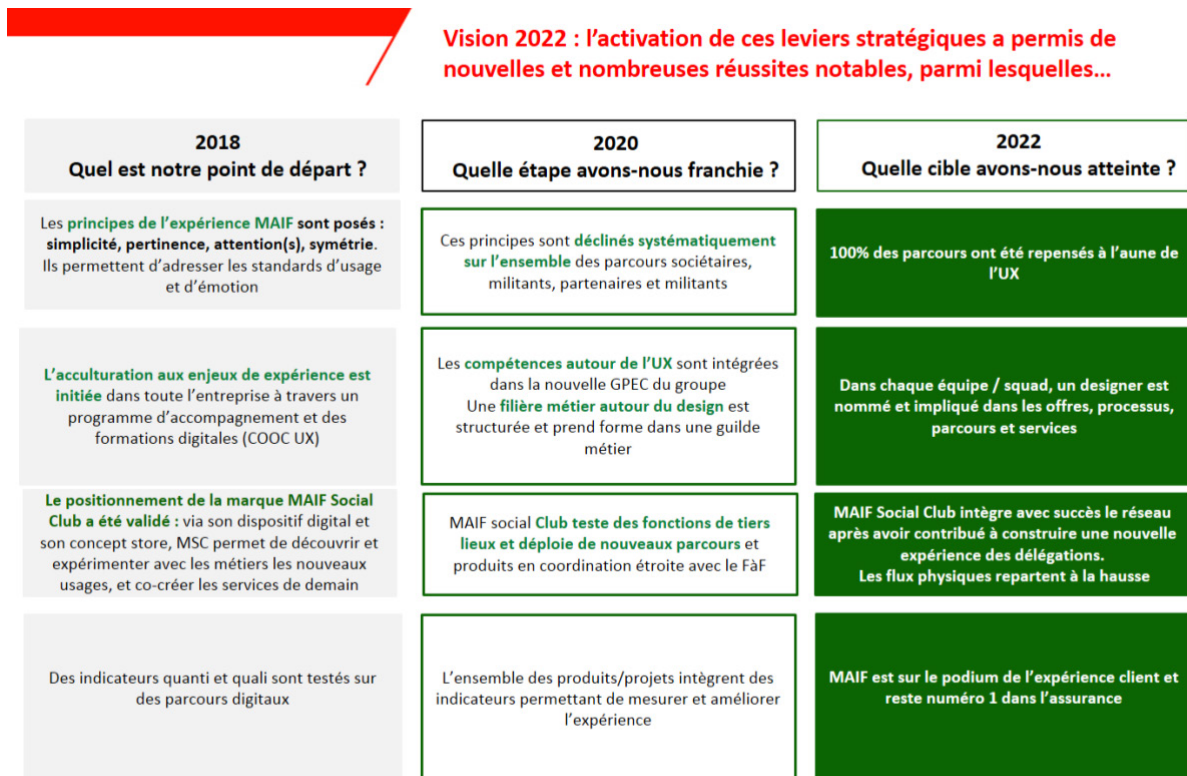 Vision 2022 : l'activation de ces leviers stratégiques a permis de
nouvelles et nombreuses réussites notables, parmi lesquelles...
2018
Quel est notre point de départ ?
2020
Quelle étape avons-nous franchie ?
2022
Quelle cible avons-nous atteinte ?
Les principes de l'expérience MAIF sont posés :
simplicité, pertinence, attention(s), symétrie.
Ils permettent d'adresser les standards d'usage
et d'émotion
Ces principes sont déclinés systématiquement
sur l'ensemble des parcours sociétaires,
militants, partenaires et militants
100% des parcours ont été repensés à l'aune de
l'UX
L'acculturation aux enjeux de expérience est
initiée dans toute l'entreprise à travers un
programme d'accompagnement et des
formations digitales (COOC UX)
Les compétences autour de l'UX sont intégrées
dans la nouvelle GPEC du groupe
Une filière métier autour du design est
structurée et prend forme dans une guilde
métier
Dans chaque équipe / squad, un designer est
nommé et impliqué dans les offres, processus,
parcours et services
Le positionnement de la marque MAIF Social
Club a été validé : via son dispositif digital et
son concept store, MSC permet de découvrir et
expérimenter avec les métiers les nouveaux
usages, et co-créer les services de demain
MAIF social Club teste des fonctions de tiers
lieux et déploie de nouveaux parcours et
produits en coordination étroite avec le FàF
MAIF Social Club intègre avec succès le réseau
après avoir contribué à construire une nouvelle
expérience des délégations.
Les flux physiques repartent à la hausse
Des indicateurs quanti et quali sont testés sur
des parcours digitaux
L'ensemble des produits/projets intègrent des
indicateurs permettant de mesurer et améliorer
l'expérience
MAIF est sur le podium de l'expérience client et
reste numéro 1 dans l'assurance